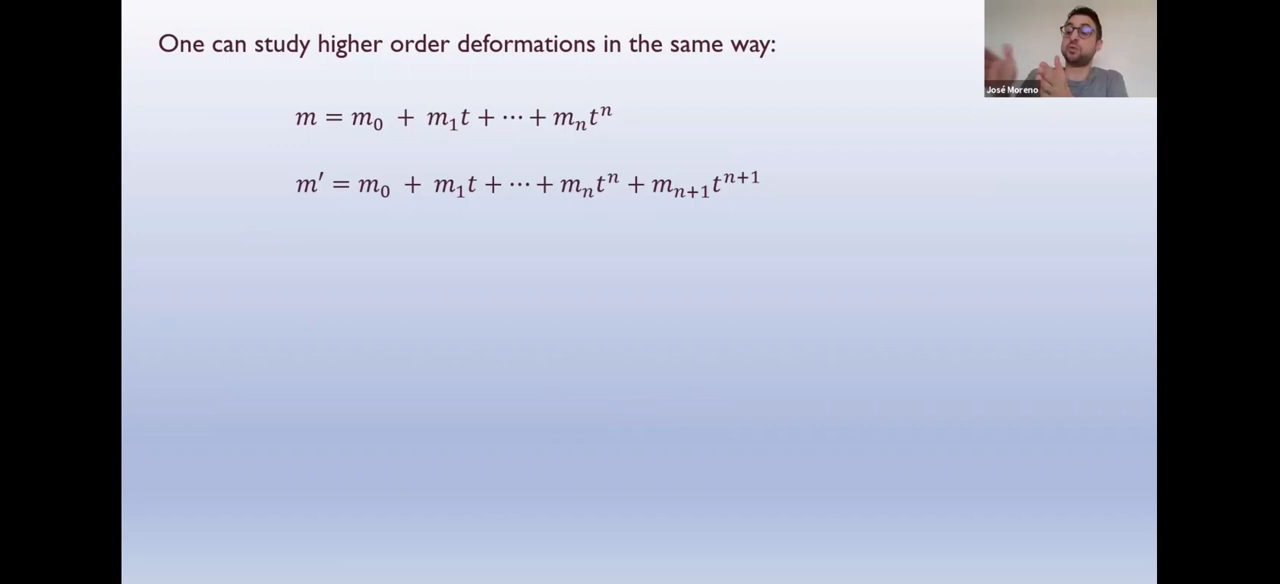 One can study higher order deformations in the same way:
José Moreno
m = m₀ + m₁t + ⋯ + mₙtⁿ
m′ = m₀ + m₁t + ⋯ + mₙtⁿ + mₙ₊₁tⁿ⁺¹